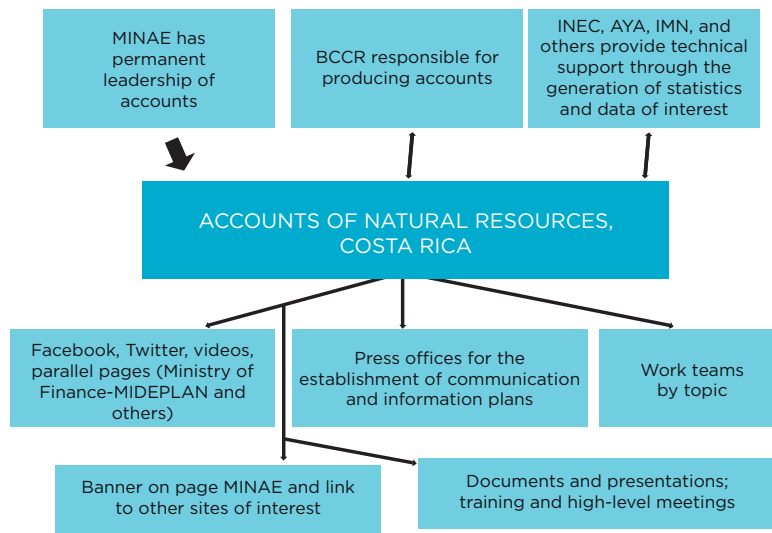 MINAE has
permanent
leadership of
accounts
BCCR responsible for
producing accounts
INEC, AYA, IMN, and
others provide technical
support through the
generation of statistics
and data of interest
ACCOUNTS OF NATURAL RESOURCES,
COSTA RICA
Facebook, Twitter, videos,
parallel pages (Ministry of
Finance-MIDEPLAN and
others)
Press offices for the
establishment of communication
and information plans
Work teams
by topic
Banner on page MINAE and link
to other sites of interest
Documents and presentations;
training and high-level meetings